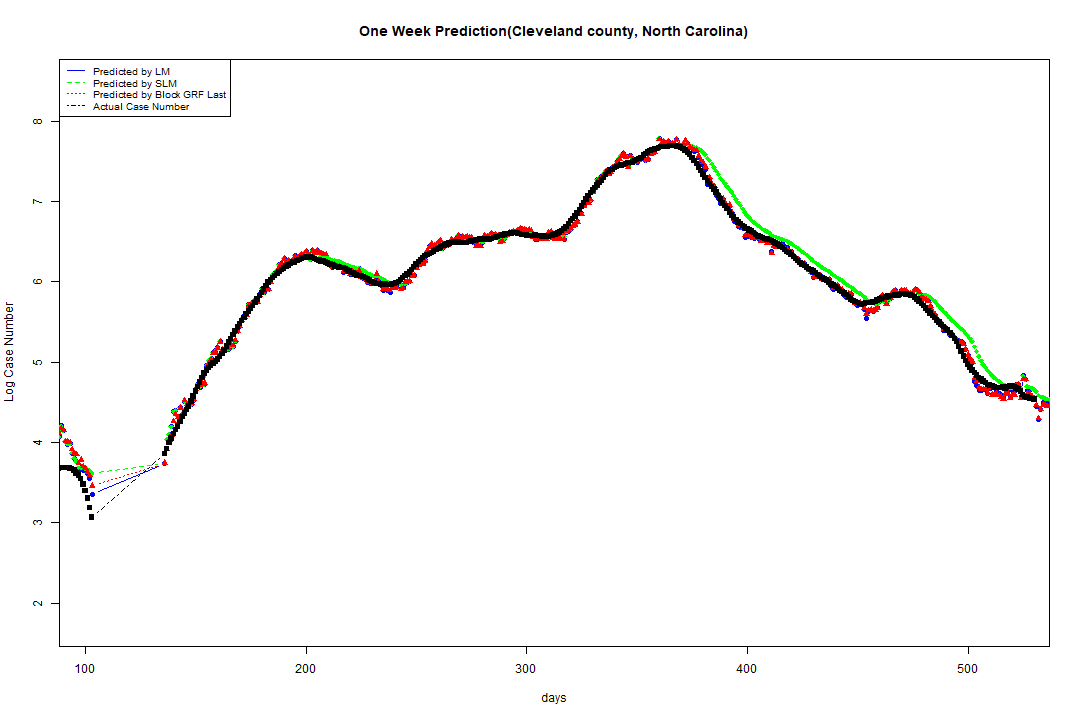 One Week Prediction(Cleveland county, North Carolina)
Predicted by LM
Predicted by SLM
Predicted by Block GRF Last
Actual Case Number
8
7
6
5
4
3
2
Log Case Number
100 200 300 400 500
days